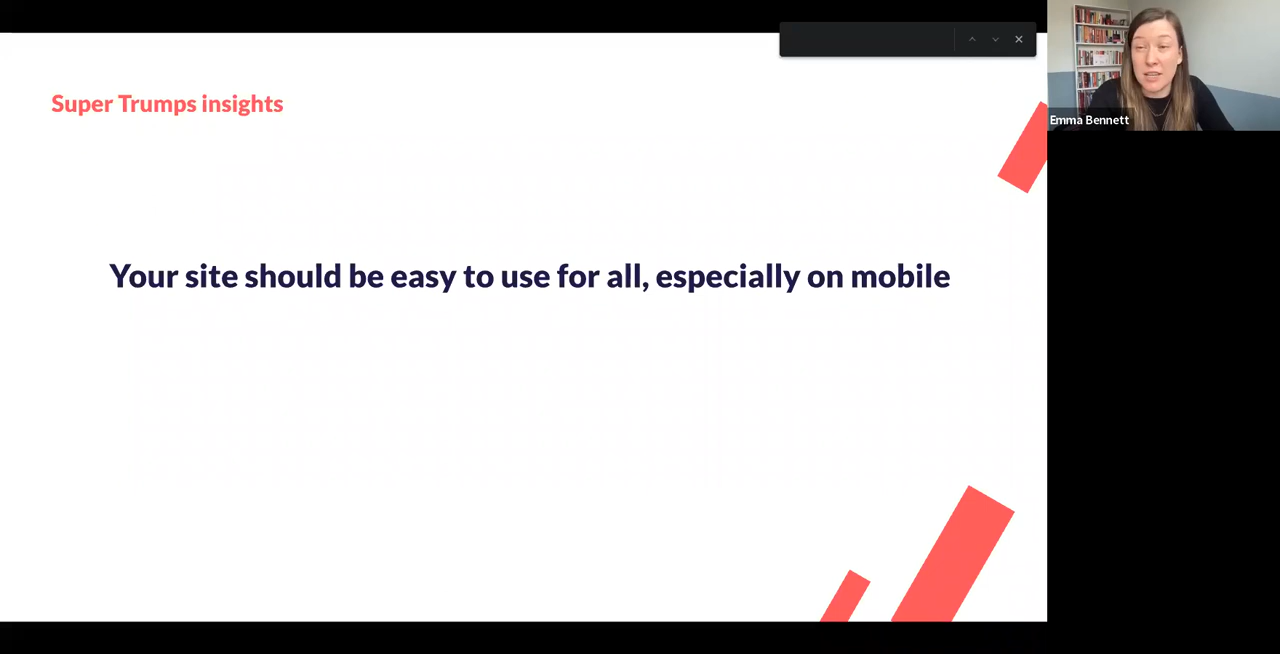 Super Trumps insights
Your site should be easy to use for all, especially on mobile
Emma Bennett